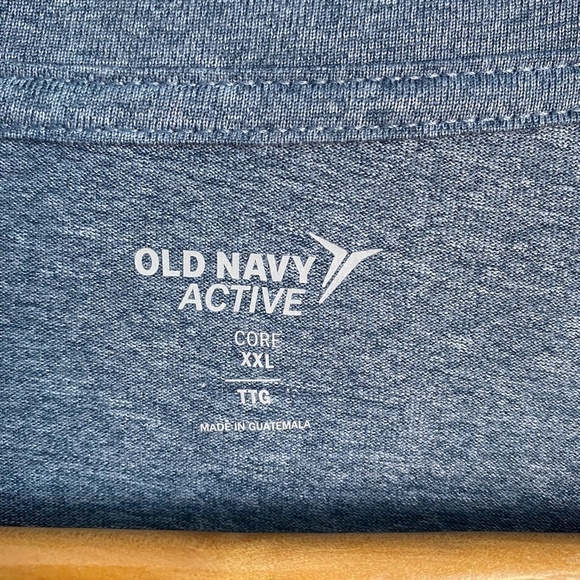 OLD NAVY
ACTIVE
CORE
XXL
TTG
MADE IN GUATEMALA